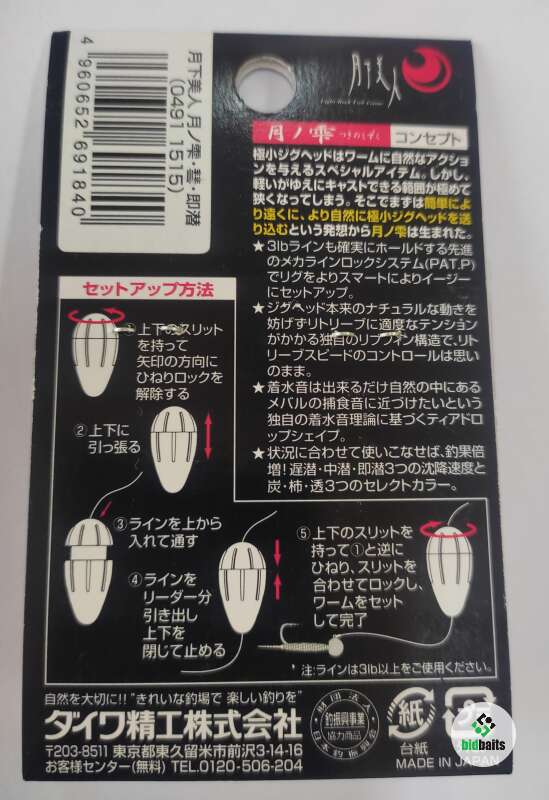 月下美人 月ノ雫・藝・即潜
(0491 1515)
4 960652 691840
月下美人
Light Rock Fish Game
月ノ雫 つきのしずく コンセプト
極小ジグヘッドはワームに自然なアクショ
ンを与えるスペシャルアイテム。しかし、
軽いがゆえにキャストできる範囲が極めて
狭くなってしまう。そこでまずは簡単によ
り遠くに、より自然に極小ジグヘッドを送
り込むという発想から月ノ雫は生まれた。
★3lbラインも確実にホールドする先進
のメカラインロックシステム(PAT.P)
でリグをよりスマートによりイージー
にセットアップ。
★ジグヘッド本来のナチュラルな動きを
妨げずリトリーブに適度なテンション
がかかる独自のリブフィン構造で、リト
リーブスピードのコントロールは思い
のまま。
★着水音は出来るだけ自然の中にある
メバルの捕食音に近づけたいという
独自の着水音理論に基づくティアドロ
ップシェイプ。
★状況に合わせて使いこなせば、釣果倍
増!遅潜・中潜・即潜3つの沈降速度と
炭・柿・透3つのセレクトカラー。
セットアップ方法
①上下のスリット
を持って
矢印の方向に
ひねりロックを
解除する
②上下に
引っ張る
③ラインを上から
入れて通す
④ラインを
リーダー分
引き出し
上下を
閉じて止める
⑤上下のスリットを
持って①と逆に
ひねり、スリットを
合わせてロックし、
ワームをセット
して完了
注:ラインは3lb以上をご使用ください。
自然を大切に!!"きれいな釣場で 楽しい釣りを"
ダイワ精工株式会社
〒203-8511 東京都東久留米市前沢3-14-16
お客様センター(無料) TEL.0120-506-204
財団法人
釣振興事業
協力商品
日本釣振興会
紙
台紙
MADE IN JAPAN
bidbaits